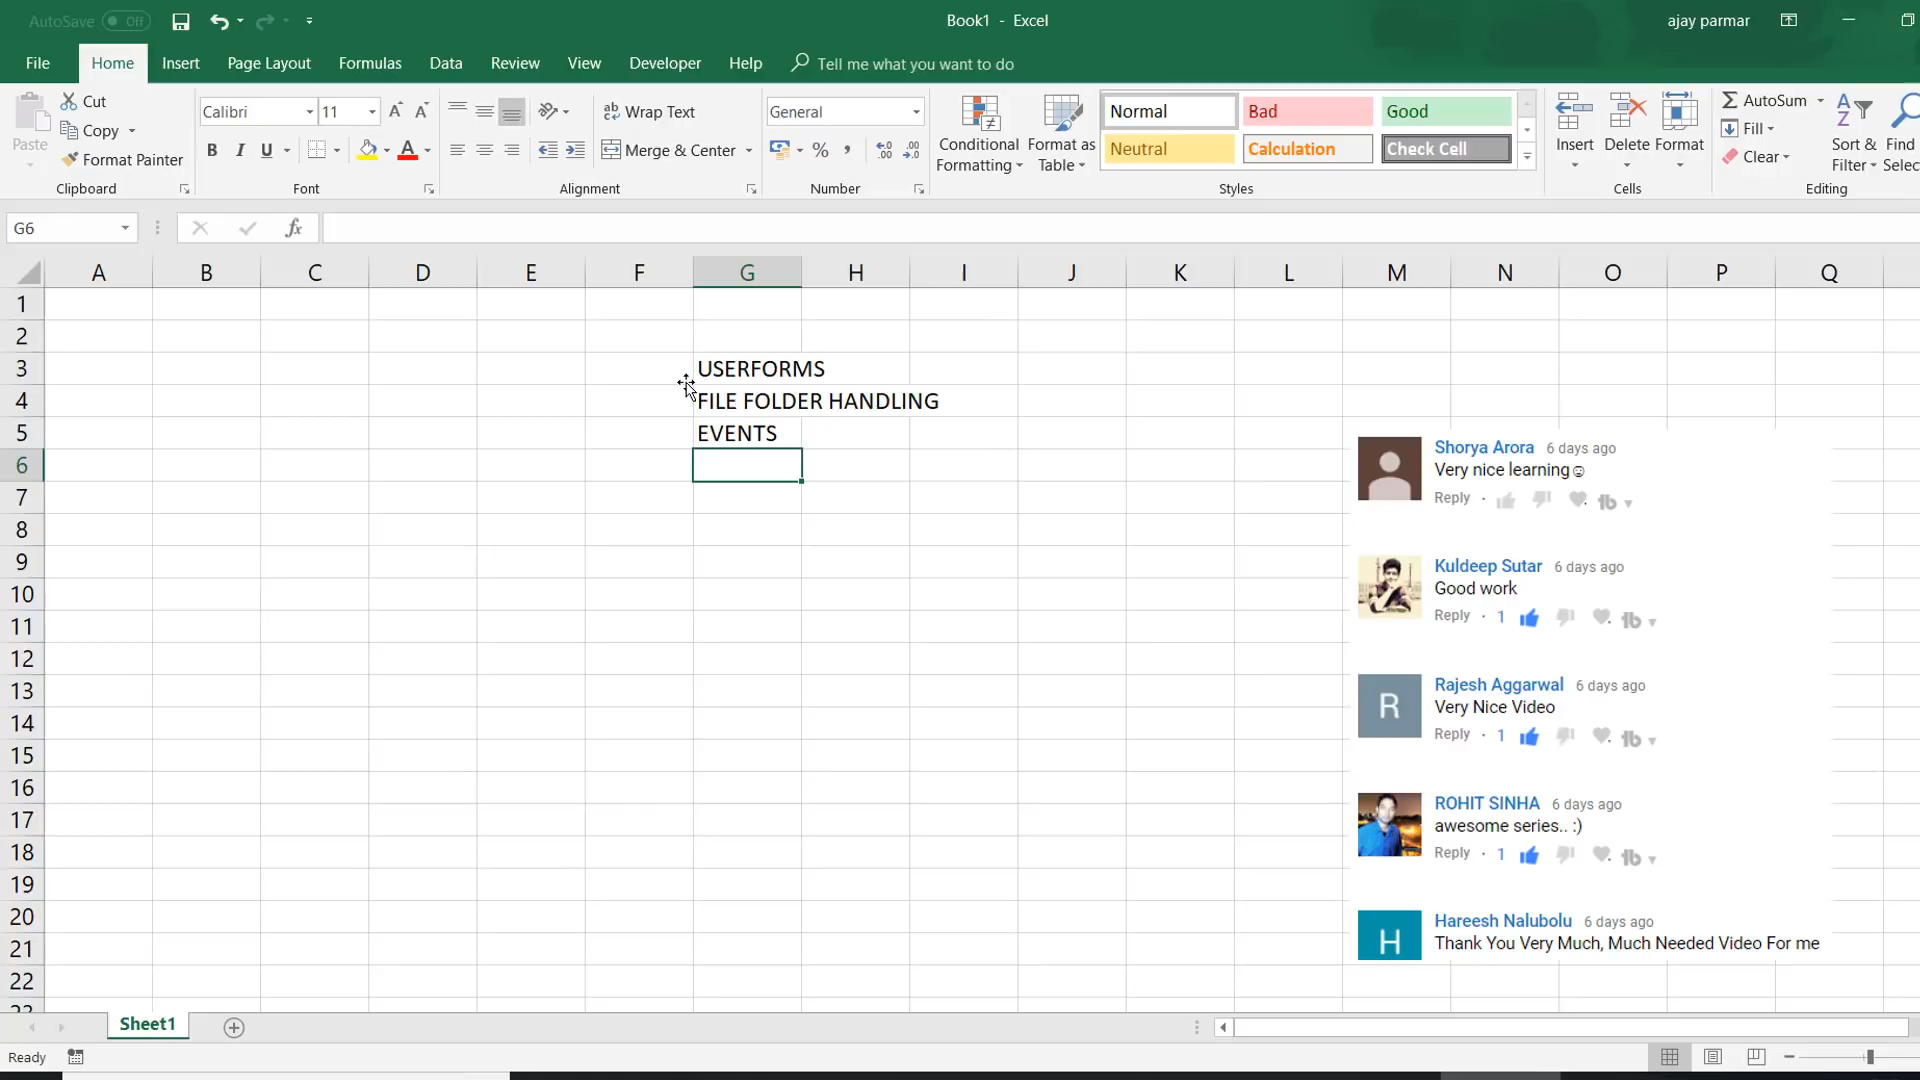 AutoSave Off
Book1 - Excel
ajay parmar
File Home Insert Page Layout Formulas Data Review View Developer Help Tell me what you want to do
Paste
Cut
Copy
Format Painter
Clipboard
Calibri 11
B I U
Font
Wrap Text
Merge & Center
Alignment
General
%
Number
Conditional Formatting
Format as Table
Normal Bad Good
Neutral Calculation Check Cell
Styles
Insert Delete Format
Cells
AutoSum
Fill
Clear
Sort & Filter
Find
Selec
Editing
G6
fx
A B C D E F G H I J K L M N O P Q
1
2
3 USERFORMS
4 FILE FOLDER HANDLING
5 EVENTS
6
7
8
9
10
11
12
13
14
15
16
17
18
19
20
21
22
Shorya Arora 6 days ago
Very nice learning☺
Reply
Kuldeep Sutar 6 days ago
Good work
Reply · 1
Rajesh Aggarwal 6 days ago
R
Very Nice Video
Reply · 1
ROHIT SINHA 6 days ago
awesome series.. :)
Reply · 1
Hareesh Nalubolu 6 days ago
H
Thank You Very Much, Much Needed Video For me
Sheet1
Ready